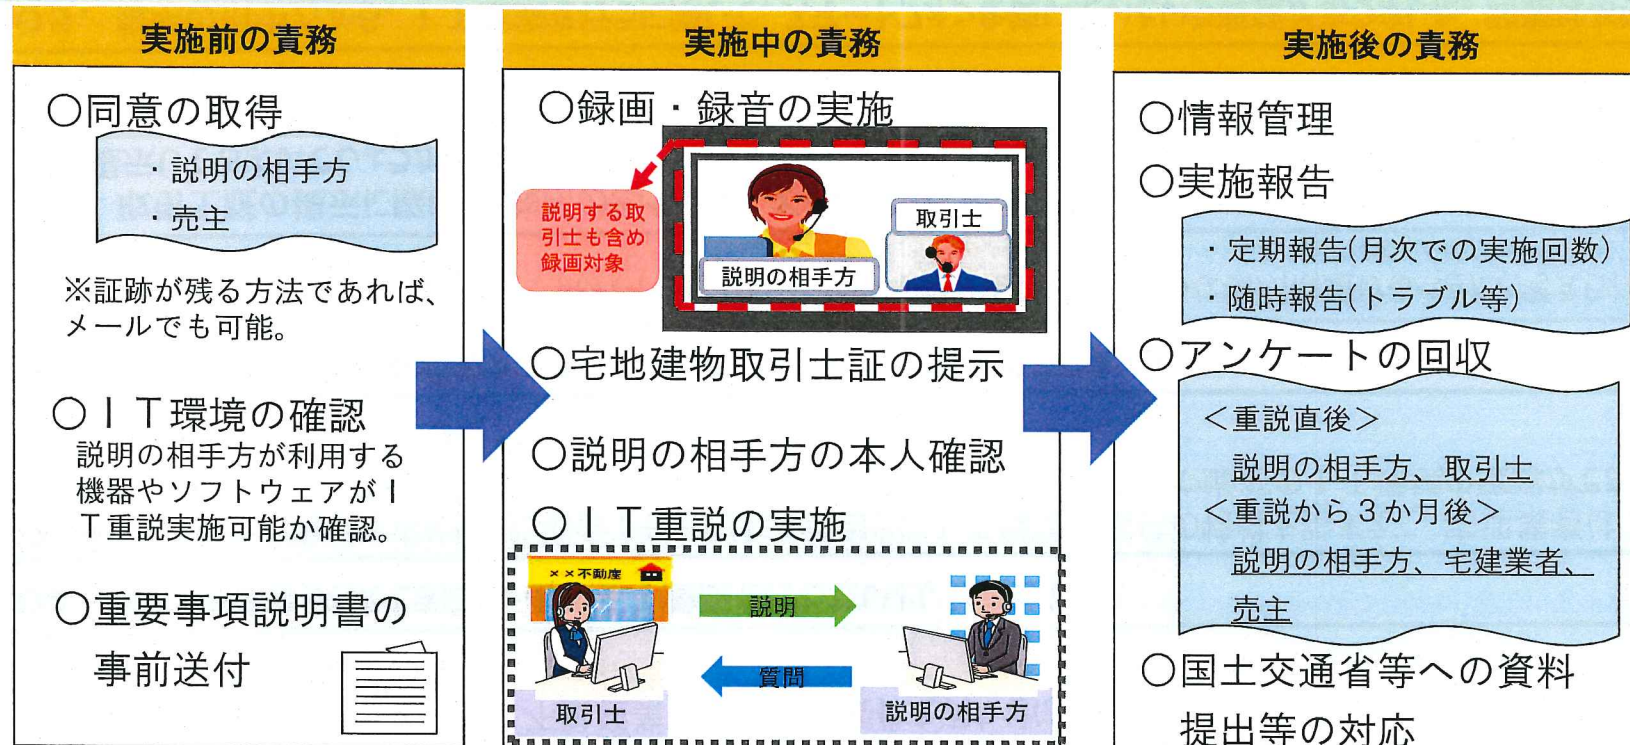 実施前の責務
○同意の取得
・説明の相手方
・売主
※証跡が残る方法であれば、
メールでも可能。
○IT環境の確認
説明の相手方が利用する
機器やソフトウェアがI
T重説実施可能か確認。
○重要事項説明書の
事前送付
実施中の責務
○録画・録音の実施
説明する取
引士も含め
録画対象
説明の相手方
取引士
○宅地建物取引士証の提示
○説明の相手方の本人確認
○IT重説の実施
××不動産
説明
質問
取引士
説明の相手方
実施後の責務
○情報管理
○実施報告
・定期報告(月次での実施回数)
・随時報告(トラブル等)
○アンケートの回収
＜重説直後＞
説明の相手方、取引士
＜重説から3か月後＞
説明の相手方、宅建業者、
売主
○国土交通省等への資料
提出等の対応